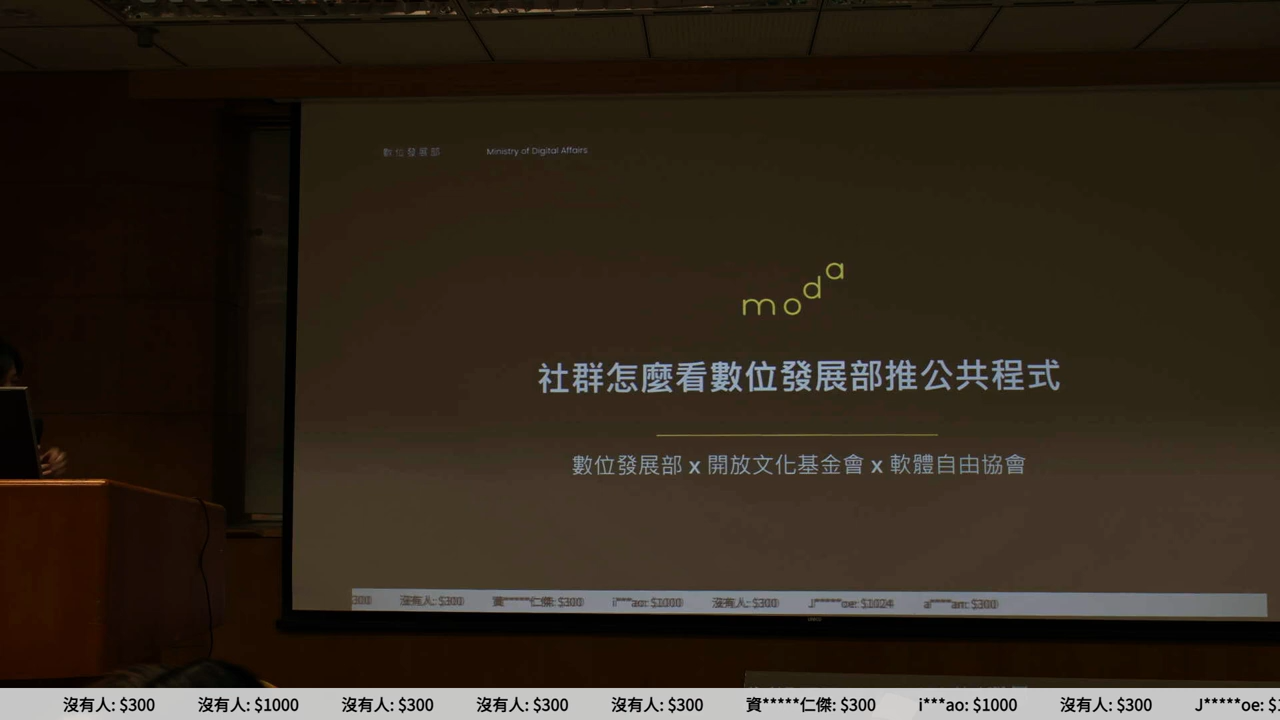 數位發展部 Ministry of Digital Affairs
moda
社群怎麼看數位發展部推公共程式
數位發展部 x 開放文化基金會 x 軟體自由協會
300 沒有人: $300 資*****仁傑: $300 i***ao: $1000 沒有人: $300 J*****oe: $1024 a*****am: $300
沒有人: $300 沒有人: $1000 沒有人: $300 沒有人: $300 沒有人: $300 資*****仁傑: $300 i***ao: $1000 沒有人: $300 J*****oe: $